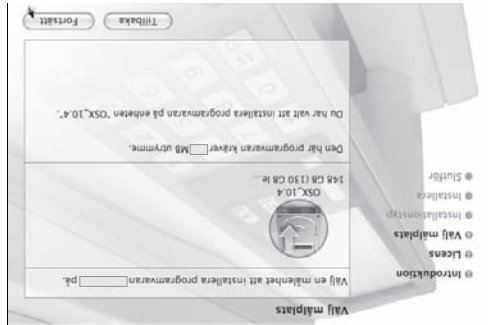 Välj målplats
Introduktion
Licens
Välj målplats
Installationstyp
Installera
Slutför
Välj en målenhet att installera programvaran på.
OSX_10.4
148 GB (130 GB le...
Den här programvaran kräver MB utrymme.
Du har valt att installera programvara på enheten "OSX_10.4".
Tillbaka
Fortsätt